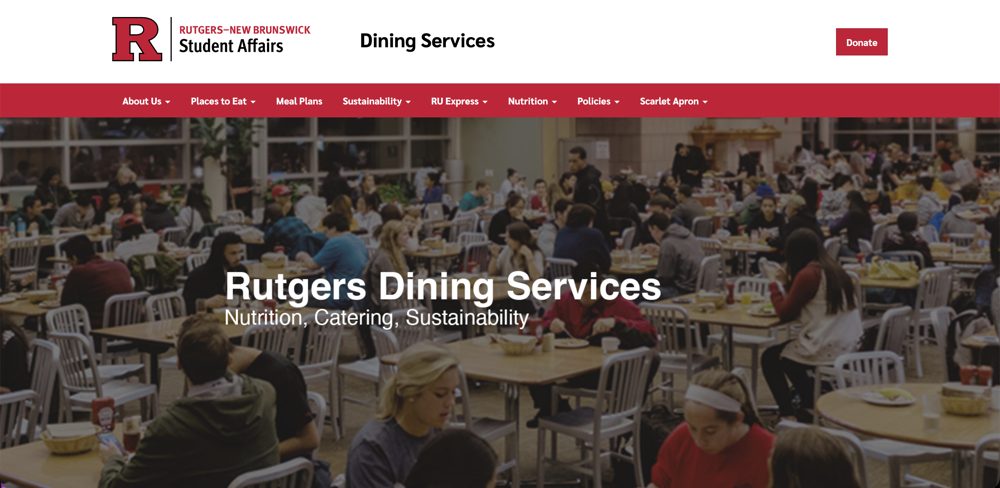 R
RUTGERS–NEW BRUNSWICK
Student Affairs
Dining Services
Donate
About Us
Places to Eat
Meal Plans
Sustainability
RU Express
Nutrition
Policies
Scarlet Apron
Rutgers Dining Services
Nutrition, Catering, Sustainability